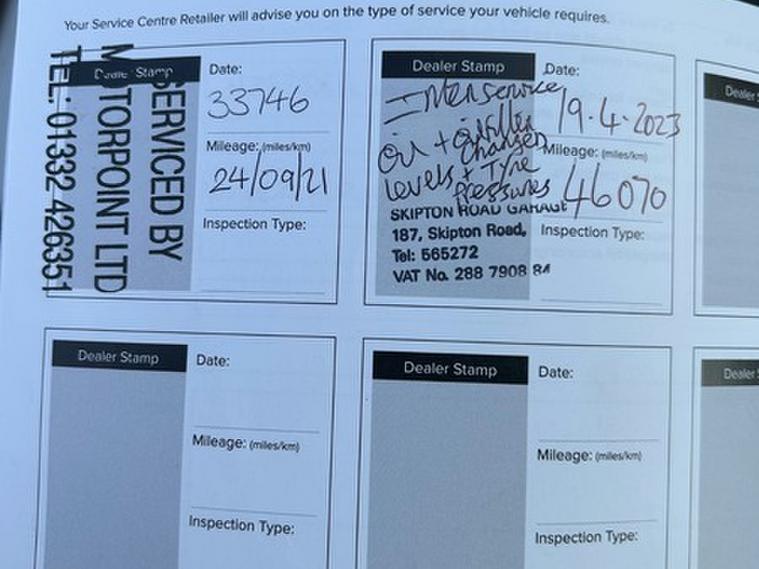 Your Service Centre Retailer will advise you on the type of service your vehicle requires.
Dealer Stamp
SERVICED BY
MOTORPOINT LTD
TEL: 01332 426351
Date:
33746
Mileage: (miles/km)
24/09/21
Inspection Type:
Dealer Stamp
Inter service
Oil + oil filter
changed
levels + Tyre
pressures
SKIPTON ROAD GARAGE
187, Skipton Road,
Tel: 565272
VAT No. 288 7908 84
Date:
19.4.2023
Mileage: (miles/km)
46070
Inspection Type:
Dealer
Dealer Stamp
Date:
Mileage: (miles/km)
Inspection Type:
Dealer Stamp
Date:
Mileage: (miles/km)
Inspection Type:
Dealer